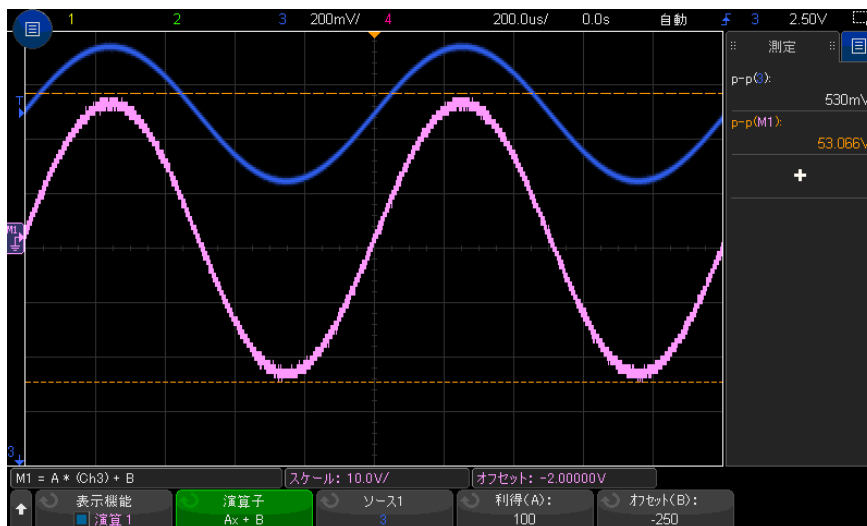 1 2 3 200mV/ 4 200.0us/ 0.0s 自動 3 2.50V
測定
p-p(3):
530mV
p-p(M1):
53.066V
+
T
M1
3
M1 = A * (Ch3) + B スケール: 10.0V/ オフセット: -2.00000V
表示機能 演算子 ソース1 利得(A): オフセット(B):
演算 1 Ax + B 3 100 -250